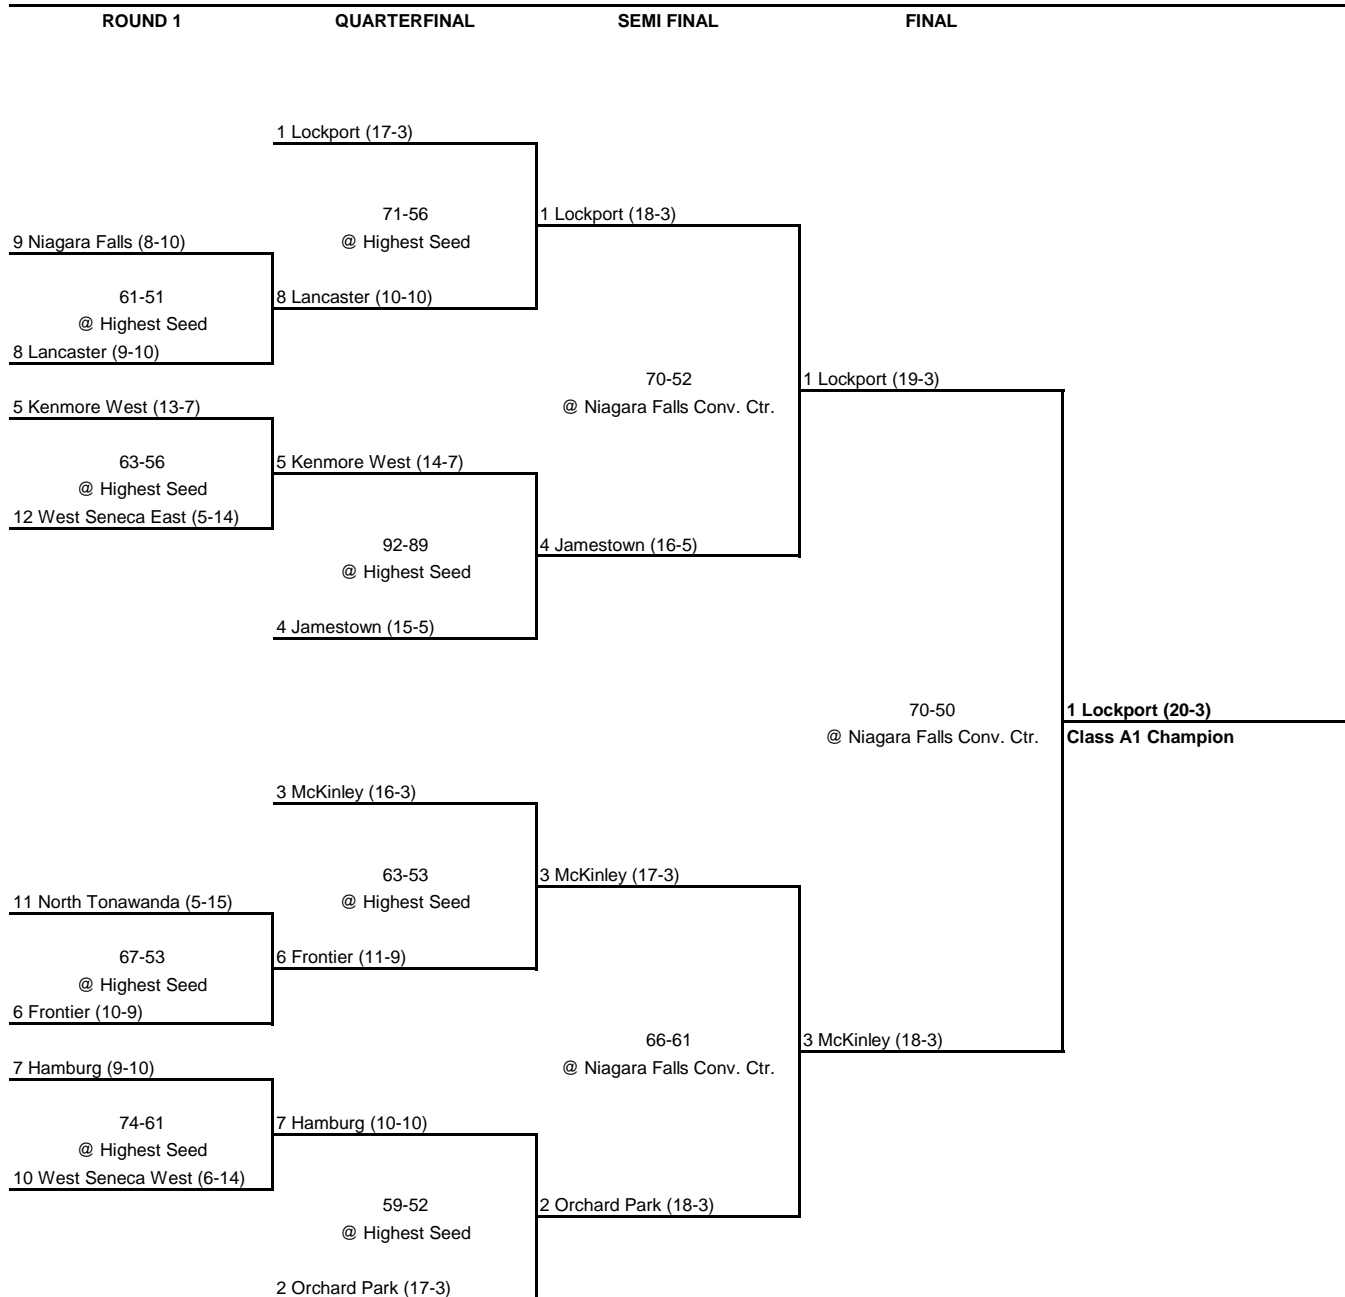 ROUND 1 QUARTERFINAL SEMI FINAL FINAL
1 Lockport (17-3)
71-56 1 Lockport (18-3)
9 Niagara Falls (8-10) @ Highest Seed
61-51 8 Lancaster (10-10)
@ Highest Seed
8 Lancaster (9-10)
70-52 1 Lockport (19-3)
5 Kenmore West (13-7) @ Niagara Falls Conv. Ctr.
63-56 5 Kenmore West (14-7)
@ Highest Seed
12 West Seneca East (5-14)
92-89 4 Jamestown (16-5)
@ Highest Seed
4 Jamestown (15-5)
70-50 1 Lockport (20-3)
@ Niagara Falls Conv. Ctr. Class A1 Champion
3 McKinley (16-3)
63-53 3 McKinley (17-3)
11 North Tonawanda (5-15) @ Highest Seed
67-53 6 Frontier (11-9)
@ Highest Seed
6 Frontier (10-9)
66-61 3 McKinley (18-3)
7 Hamburg (9-10) @ Niagara Falls Conv. Ctr.
74-61 7 Hamburg (10-10)
@ Highest Seed
10 West Seneca West (6-14)
59-52 2 Orchard Park (18-3)
@ Highest Seed
2 Orchard Park (17-3)